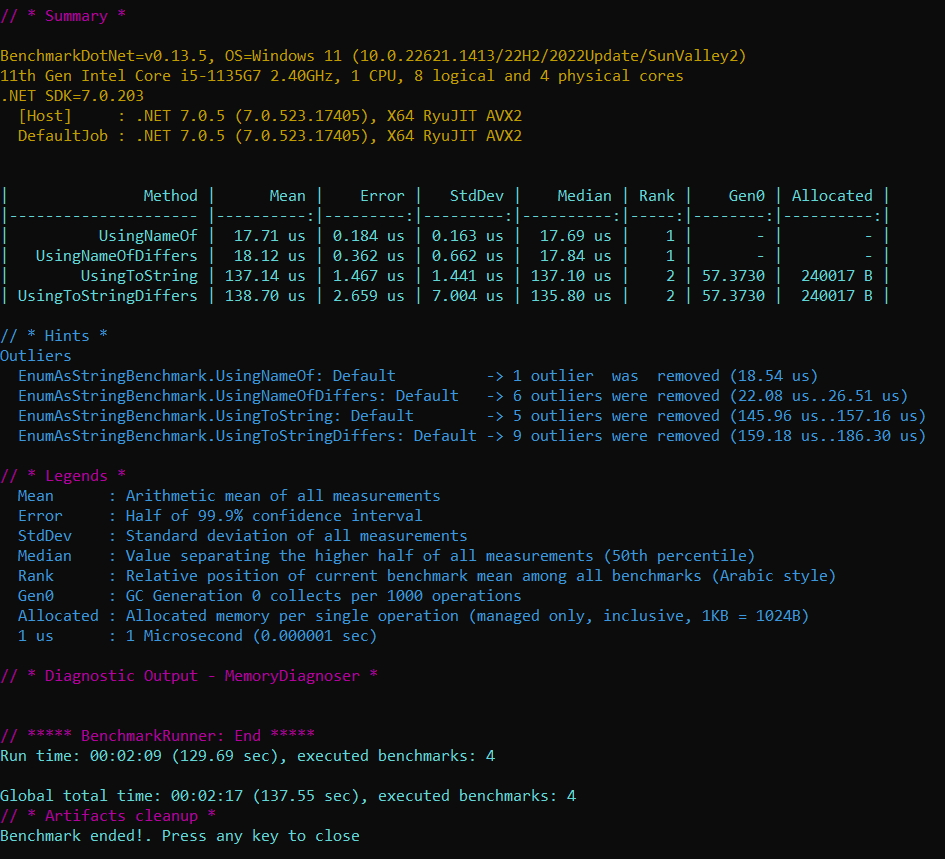 // * Summary *
BenchmarkDotNet=v0.13.5, OS=Windows 11 (10.0.22621.1413/22H2/2022Update/SunValley2)
11th Gen Intel Core i5-1135G7 2.40GHz, 1 CPU, 8 logical and 4 physical cores
.NET SDK=7.0.203
  [Host]     : .NET 7.0.5 (7.0.523.17405), X64 RyuJIT AVX2
  DefaultJob : .NET 7.0.5 (7.0.523.17405), X64 RyuJIT AVX2
|               Method |      Mean |    Error |   StdDev |    Median | Rank |    Gen0 | Allocated |
|--------------------- |----------:|---------:|---------:|----------:|-----:|--------:|----------:|
|          UsingNameOf |  17.71 us | 0.184 us | 0.163 us |  17.69 us |    1 |       - |         - |
|   UsingNameOfDiffers |  18.12 us | 0.362 us | 0.662 us |  17.84 us |    1 |       - |         - |
|        UsingToString | 137.14 us | 1.467 us | 1.441 us | 137.10 us |    2 | 57.3730 |  240017 B |
| UsingToStringDiffers | 138.70 us | 2.659 us | 7.004 us | 135.80 us |    2 | 57.3730 |  240017 B |
// * Hints *
Outliers
  EnumAsStringBenchmark.UsingNameOf: Default          -> 1 outlier  was  removed (18.54 us)
  EnumAsStringBenchmark.UsingNameOfDiffers: Default   -> 6 outliers were removed (22.08 us..26.51 us)
  EnumAsStringBenchmark.UsingToString: Default        -> 5 outliers were removed (145.96 us..157.16 us)
  EnumAsStringBenchmark.UsingToStringDiffers: Default -> 9 outliers were removed (159.18 us..186.30 us)
// * Legends *
  Mean      : Arithmetic mean of all measurements
  Error     : Half of 99.9% confidence interval
  StdDev    : Standard deviation of all measurements
  Median    : Value separating the higher half of all measurements (50th percentile)
  Rank      : Relative position of current benchmark mean among all benchmarks (Arabic style)
  Gen0      : GC Generation 0 collects per 1000 operations
  Allocated : Allocated memory per single operation (managed only, inclusive, 1KB = 1024B)
  1 us      : 1 Microsecond (0.000001 sec)
// * Diagnostic Output - MemoryDiagnoser *
// ***** BenchmarkRunner: End *****
Run time: 00:02:09 (129.69 sec), executed benchmarks: 4
Global total time: 00:02:17 (137.55 sec), executed benchmarks: 4
// * Artifacts cleanup *
Benchmark ended!. Press any key to close